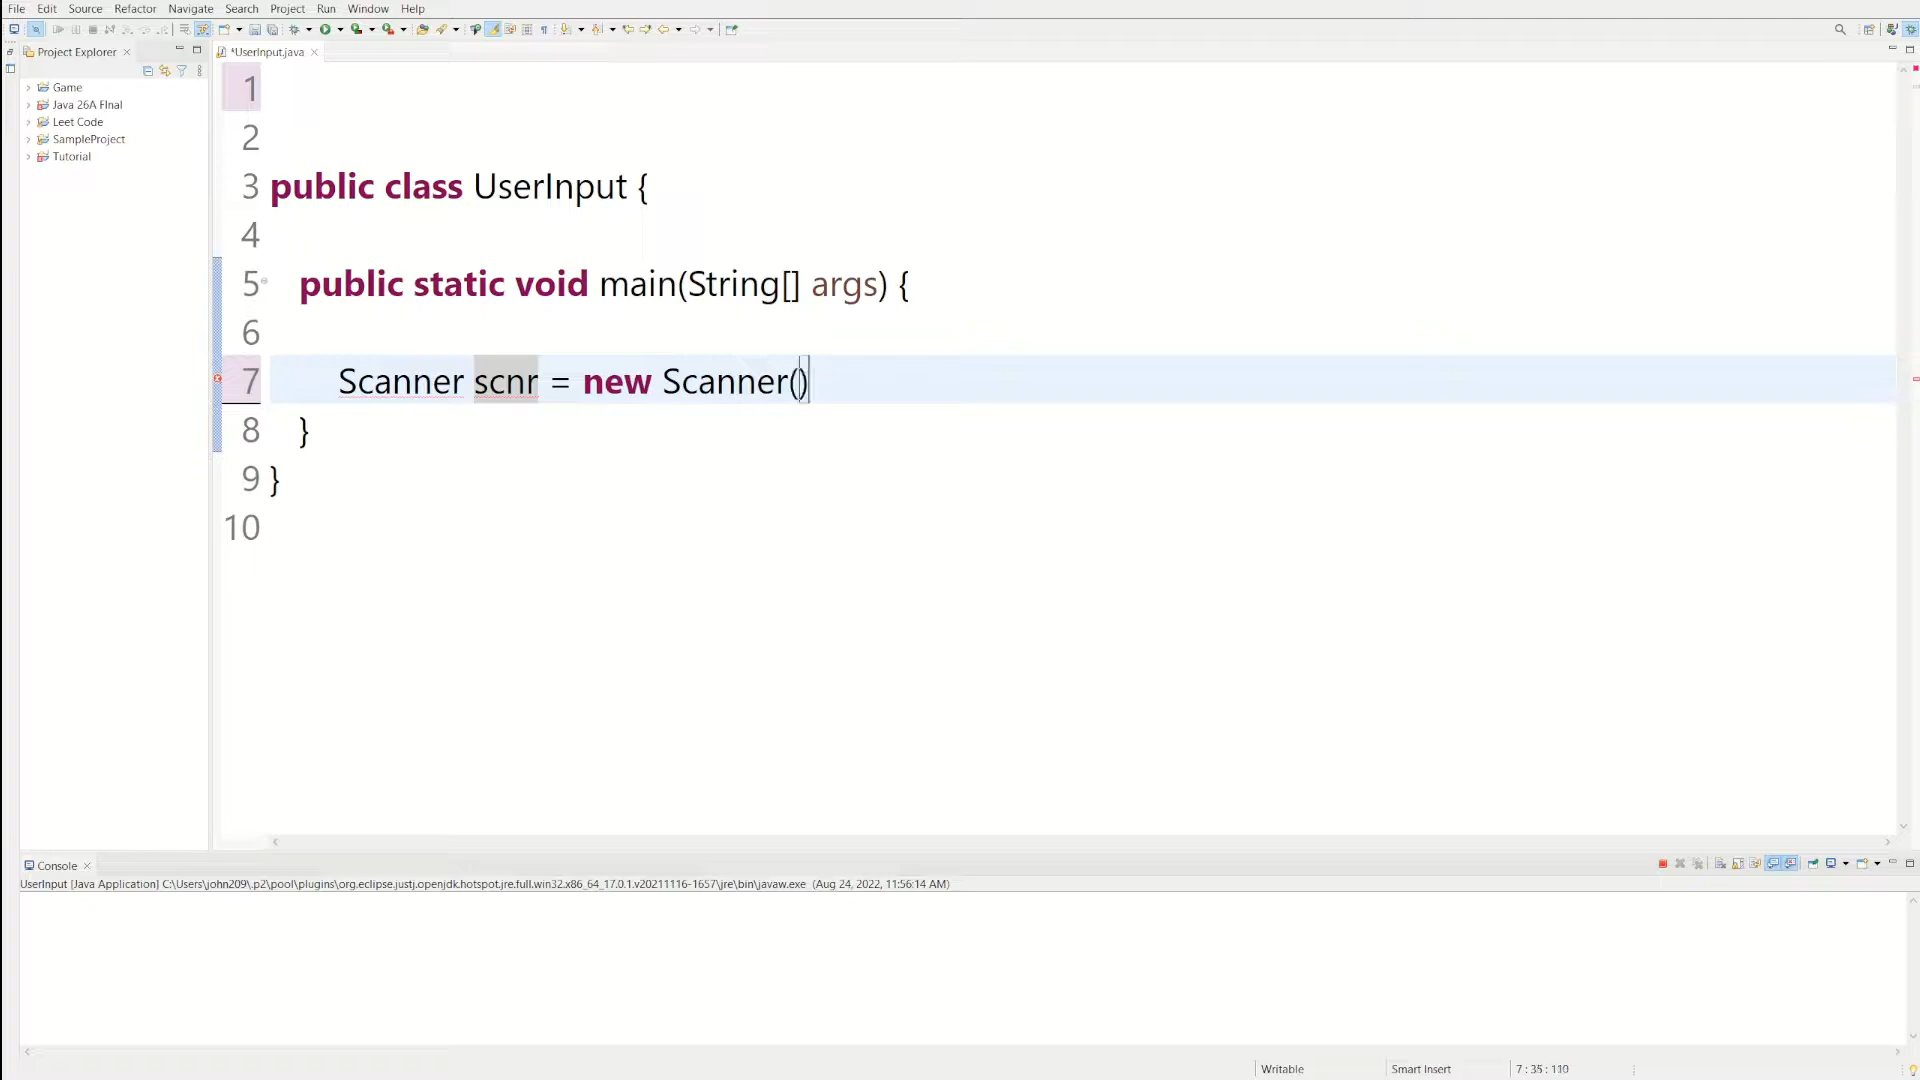 File Edit Source Refactor Navigate Search Project Run Window Help
Project Explorer
*UserInput.java
Game
Java 26A FInal
Leet Code
SampleProject
Tutorial
1
2
3 public class UserInput {
4
5 public static void main(String[] args) {
6
7 Scanner scnr = new Scanner()
8 }
9 }
10
Console
UserInput [Java Application] C:\Users\john209\.p2\pool\plugins\org.eclipse.justj.openjdk.hotspot.jre.full.win32.x86_64_17.0.1.v20211116-1657\jre\bin\javaw.exe (Aug 24, 2022, 11:56:14 AM)
Writable Smart Insert 7 : 35 : 110